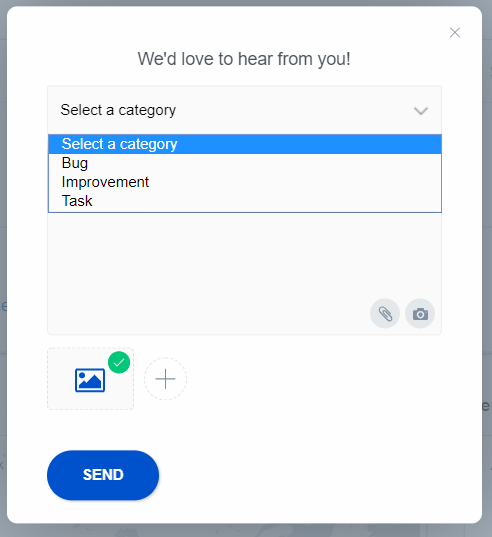 We'd love to hear from you!
Select a category
Select a category
Bug
Improvement
Task
SEND